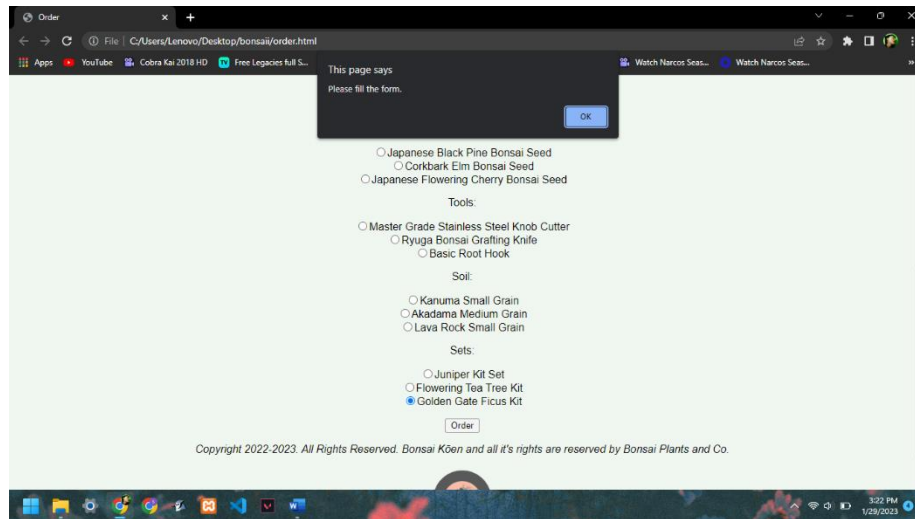 Order
File | C:/Users/Lenovo/Desktop/bonsaii/order.html
Apps YouTube Cobra Kai 2018 HD Free Legacies full S... Watch Narcos Seas... Watch Narcos Seas...
This page says
Please fill the form.
OK
Japanese Black Pine Bonsai Seed
Corkbark Elm Bonsai Seed
Japanese Flowering Cherry Bonsai Seed
Tools:
Master Grade Stainless Steel Knob Cutter
Ryuga Bonsai Grafting Knife
Basic Root Hook
Soil:
Kanuma Small Grain
Akadama Medium Grain
Lava Rock Small Grain
Sets:
Juniper Kit Set
Flowering Tea Tree Kit
Golden Gate Ficus Kit
Order
Copyright 2022-2023. All Rights Reserved. Bonsai Kōen and all it's rights are reserved by Bonsai Plants and Co.
3:22 PM
1/29/2023